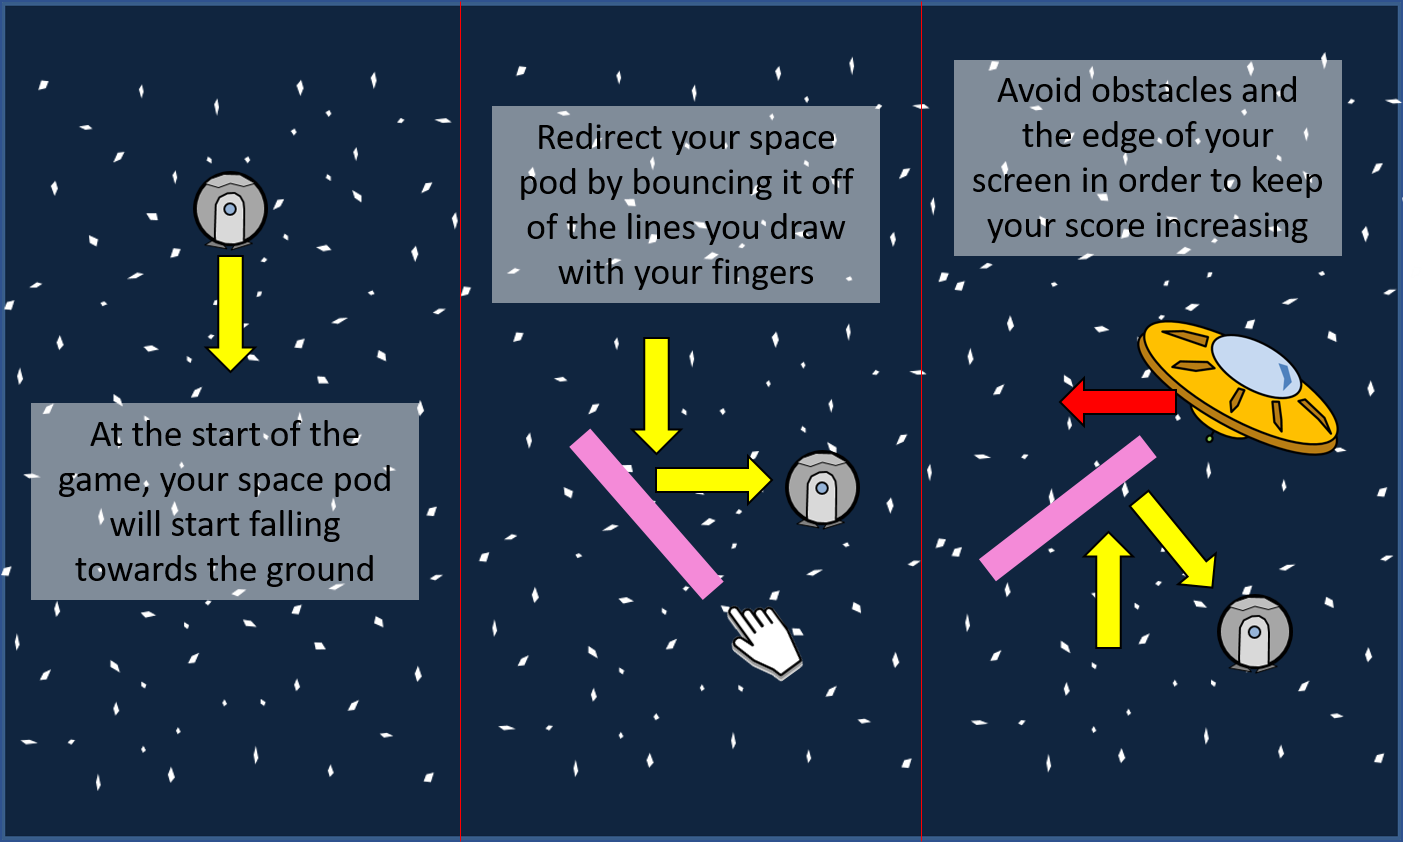 At the start of the
game, your space pod
will start falling
towards the ground
Redirect your space
pod by bouncing it off
of the lines you draw
with your fingers
Avoid obstacles and
the edge of your
screen in order to keep
your score increasing